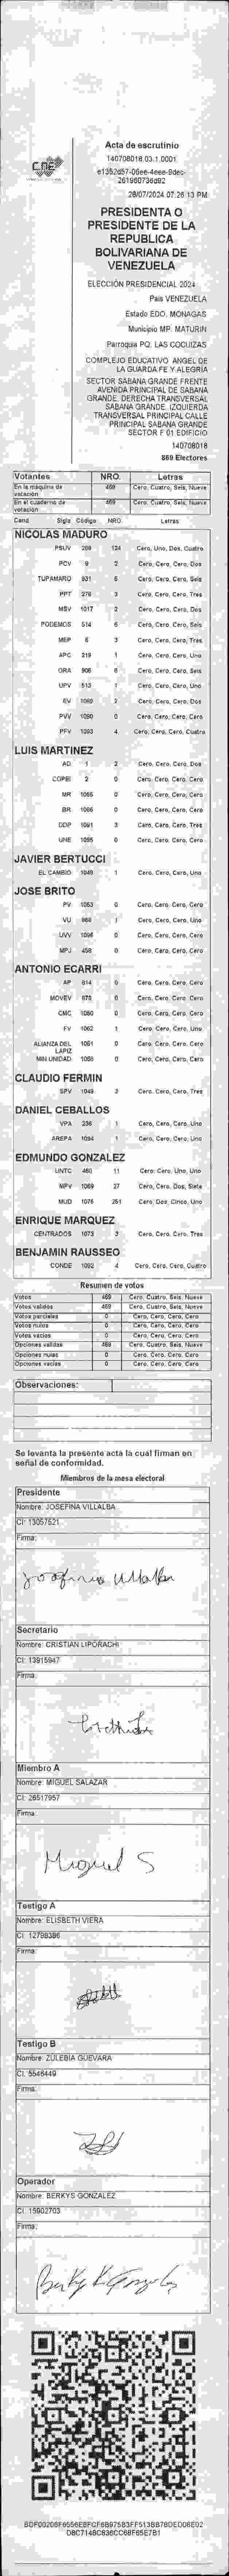 CNE
Acta de escrutinio
140708018.03.1.0001
28/07/2024 07:26:13 PM
PRESIDENTA O
PRESIDENTE DE LA
REPUBLICA
BOLIVARIANA DE
VENEZUELA
ELECCIÓN PRESIDENCIAL 2024
País VENEZUELA
Estado EDO. MONAGAS
Municipio MP. MATURIN
Parroquia PQ. LAS COCUIZAS
COMPLEJO EDUCATIVO ANGEL DE
LA GUARDA FE Y ALEGRIA
SECTOR SABANA GRANDE FRENTE
AVENIDA PRINCIPAL DE SABANA
GRANDE. DERECHA TRANSVERSAL
SABANA GRANDE. IZQUIERDA
TRANSVERSAL PRINCIPAL CALLE
PRINCIPAL SABANA GRANDE
SECTOR F 01 EDIFICIO
140708018
869 Electores
Votantes NRO. Letras
En la máquina de votación 469 Cero, Cuatro, Seis, Nueve
En el cuaderno de votación 469 Cero, Cuatro, Seis, Nueve
Cand Sigla Código NRO. Letras
NICOLAS MADURO
PSUV 209 124 Cero, Uno, Dos, Cuatro
PCV 9 2 Cero, Cero, Cero, Dos
TUPAMARO 931 6 Cero, Cero, Cero, Seis
PPT 276 3 Cero, Cero, Cero, Tres
MSV 1017 2 Cero, Cero, Cero, Dos
PODEMOS 514 6 Cero, Cero, Cero, Seis
MEP 6 3 Cero, Cero, Cero, Tres
APC 219 1 Cero, Cero, Cero, Uno
ORA 906 6 Cero, Cero, Cero, Seis
UPV 513 1 Cero, Cero, Cero, Uno
EV 1069 2 Cero, Cero, Cero, Dos
PVV 1090 0 Cero, Cero, Cero, Cero
PFV 1093 4 Cero, Cero, Cero, Cuatro
LUIS MARTINEZ
AD 1 2 Cero, Cero, Cero, Dos
COPEI 2 0 Cero, Cero, Cero, Cero
MR 1065 0 Cero, Cero, Cero, Cero
BR 1066 0 Cero, Cero, Cero, Cero
DDP 1091 3 Cero, Cero, Cero, Tres
UNE 1095 0 Cero, Cero, Cero, Cero
JAVIER BERTUCCI
EL CAMBIO 1049 1 Cero, Cero, Cero, Uno
JOSE BRITO
PV 1053 0 Cero, Cero, Cero, Cero
VU 968 1 Cero, Cero, Cero, Uno
UVV 1096 0 Cero, Cero, Cero, Cero
MPJ 458 0 Cero, Cero, Cero, Cero
ANTONIO ECARRI
AP 814 0 Cero, Cero, Cero, Cero
MOVEV 878 0 Cero, Cero, Cero, Cero
CMC 1080 0 Cero, Cero, Cero, Cero
FV 1062 1 Cero, Cero, Cero, Uno
ALIANZA DEL LAPIZ 1061 0 Cero, Cero, Cero, Cero
MIN UNIDAD 1068 0 Cero, Cero, Cero, Cero
CLAUDIO FERMIN
SPV 1049 3 Cero, Cero, Cero, Tres
DANIEL CEBALLOS
VPA 236 1 Cero, Cero, Cero, Uno
AREPA 1094 1 Cero, Cero, Cero, Uno
EDMUNDO GONZALEZ
UNTC 460 11 Cero, Cero, Uno, Uno
MPV 1069 27 Cero, Cero, Dos, Siete
MUD 1076 251 Cero, Dos, Cinco, Uno
ENRIQUE MARQUEZ
CENTRADOS 1073 3 Cero, Cero, Cero, Tres
BENJAMIN RAUSSEO
CONDE 1092 4 Cero, Cero, Cero, Cuatro
Resumen de votos
Votos 469 Cero, Cuatro, Seis, Nueve
Votos validos 469 Cero, Cuatro, Seis, Nueve
Votos parciales 0 Cero, Cero, Cero, Cero
Votos nulos 0 Cero, Cero, Cero, Cero
Votos vacios 0 Cero, Cero, Cero, Cero
Opciones validas 469 Cero, Cuatro, Seis, Nueve
Opciones nulas 0 Cero, Cero, Cero, Cero
Opciones vacias 0 Cero, Cero, Cero, Cero
Observaciones:
Se levanta la presente acta la cual firman en
señal de conformidad.
Miembros de la mesa electoral
Presidente
Nombre: JOSEFINA VILLALBA
CI: 13057521
Firma:
Josefina Villalba
Secretario
Nombre: CRISTIAN LIPORACHI
CI: 13915947
Firma:
Miembro A
Nombre: MIGUEL SALAZAR
CI: 26517957
Firma:
Miguel S
Testigo A
Nombre: ELISBETH VIERA
CI: 12798386
Firma:
Testigo B
Nombre: ZULEBIA GUEVARA
CI: 5546449
Firma:
Operador
Nombre: BERKYS GONZALEZ
CI: 15902703
Firma:
Berkys Gonzalez